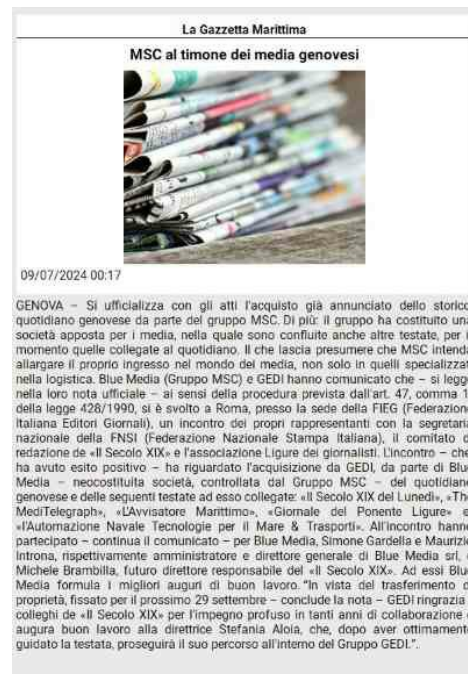 La Gazzetta Marittima
MSC al timone dei media genovesi
09/07/2024 00:17
GENOVA – Si ufficializza con gli atti l'acquisto già annunciato dello storico
quotidiano genovese da parte del gruppo MSC. Di più: il gruppo ha costituito una
società apposta per i media, nella quale sono confluite anche altre testate, per
momento quelle collegate al quotidiano. Il che lascia presumere che MSC intenda
allargare il proprio ingresso nel mondo dei media, non solo in quelli specializzat
nella logistica. Blue Media (Gruppo MSC) e GEDI hanno comunicato che – si legge
nella loro nota ufficiale – ai sensi della procedura prevista dall'art. 47, comma 1,
della legge 428/1990, si è svolto a Roma, presso la sede della FIEG (Federazione
Italiana Editori Giornali), un incontro dei propri rappresentanti con la segretaria
nazionale della FNSI (Federazione Nazionale Stampa Italiana), il comitato d
redazione de «Il Secolo XIX» e l'associazione Ligure dei giornalisti. L'incontro – che
ha avuto esito positivo – ha riguardato l'acquisizione da GEDI, da parte di Blue
Media – neocostituita società, controllata dal Gruppo MSC – del quotidiano
genovese e delle seguenti testate ad esso collegate: «Il Secolo XIX del Lunedì», «The
MediTelegraph», «L'Avvisatore Marittimo», «Giornale del Ponente Ligure» e
«l'Automazione Navale Tecnologie per il Mare & Trasporti». All'incontro hanno
partecipato – continua il comunicato – per Blue Media, Simone Gardella e Maurizio
Introna, rispettivamente amministratore e direttore generale di Blue Media srl, e
Michele Brambilla, futuro direttore responsabile del «Il Secolo XIX». Ad essi Blue
Media formula i migliori auguri di buon lavoro. "In vista del trasferimento d
proprietà, fissato per il prossimo 29 settembre – conclude la nota – GEDI ringrazia
colleghi de «Il Secolo XIX» per l'impegno profuso in tanti anni di collaborazione e
augura buon lavoro alla direttrice Stefania Aloia, che, dopo aver ottimamente
guidato la testata, proseguirà il suo percorso all'interno del Gruppo GEDI.".